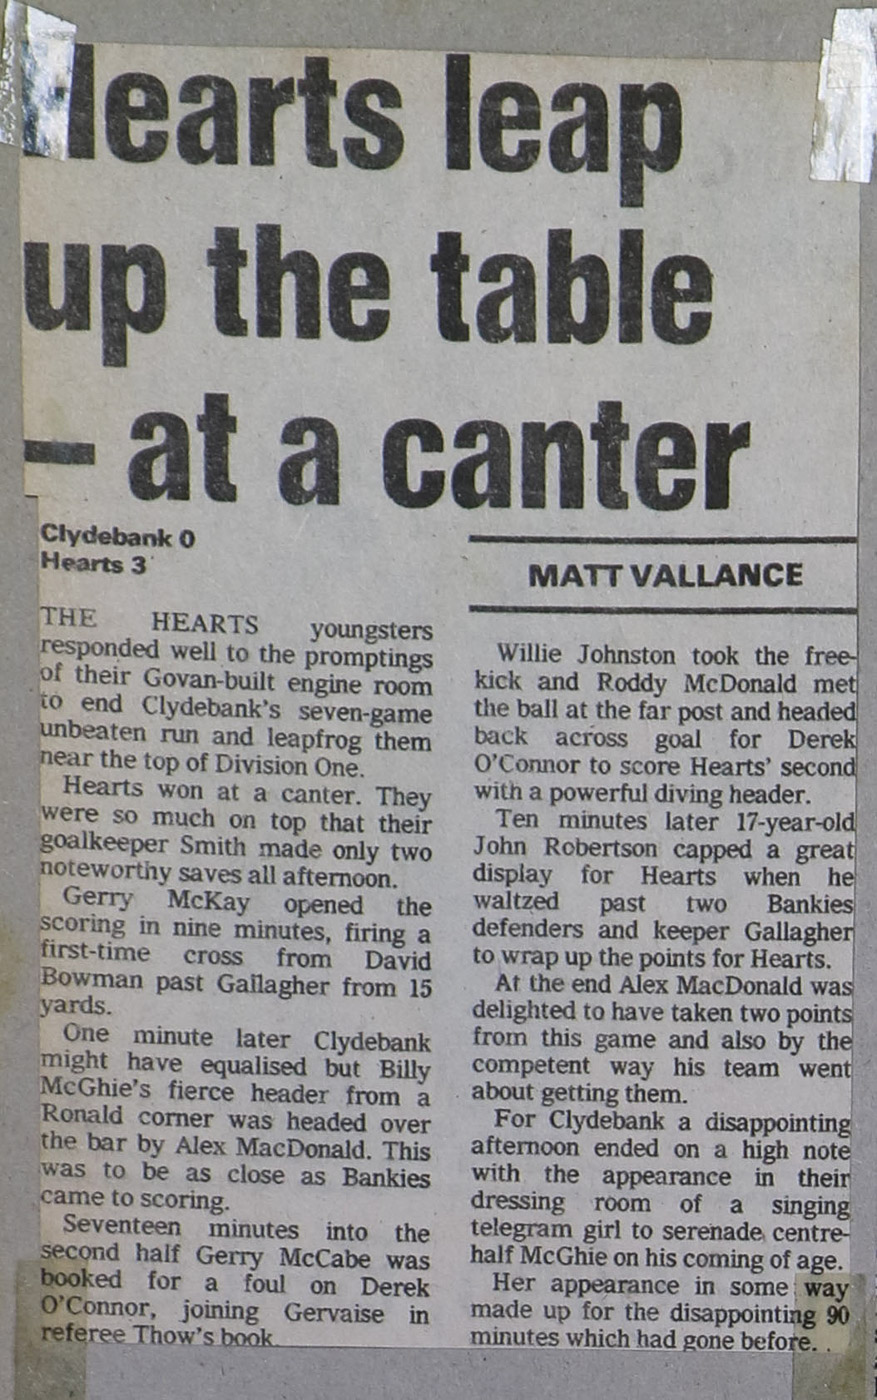 Hearts leap
up the table
— at a canter
Clydebank 0
Hearts 3
MATT VALLANCE
THE HEARTS youngsters
responded well to the promptings
of their Govan-built engine room
to end Clydebank's seven-game
unbeaten run and leapfrog them
near the top of Division One.
Hearts won at a canter. They
were so much on top that their
goalkeeper Smith made only two
noteworthy saves all afternoon.
Gerry McKay opened the
scoring in nine minutes, firing a
first-time cross from David
Bowman past Gallagher from 15
yards.
One minute later Clydebank
might have equalised but Billy
McGhie's fierce header from a
Ronald corner was headed over
the bar by Alex MacDonald. This
was to be as close as Bankies
came to scoring.
Seventeen minutes into the
second half Gerry McCabe was
booked for a foul on Derek
O'Connor, joining Gervaise in
referee Thow's book.
Willie Johnston took the free-
kick and Roddy McDonald met
the ball at the far post and headed
back across goal for Derek
O'Connor to score Hearts' second
with a powerful diving header.
Ten minutes later 17-year-old
John Robertson capped a great
display for Hearts when he
waltzed past two Bankies
defenders and keeper Gallagher
to wrap up the points for Hearts.
At the end Alex MacDonald was
delighted to have taken two points
from this game and also by the
competent way his team went
about getting them.
For Clydebank a disappointing
afternoon ended on a high note
with the appearance in their
dressing room of a singing
telegram girl to serenade centre-
half McGhie on his coming of age.
Her appearance in some way
made up for the disappointing 90
minutes which had gone before.